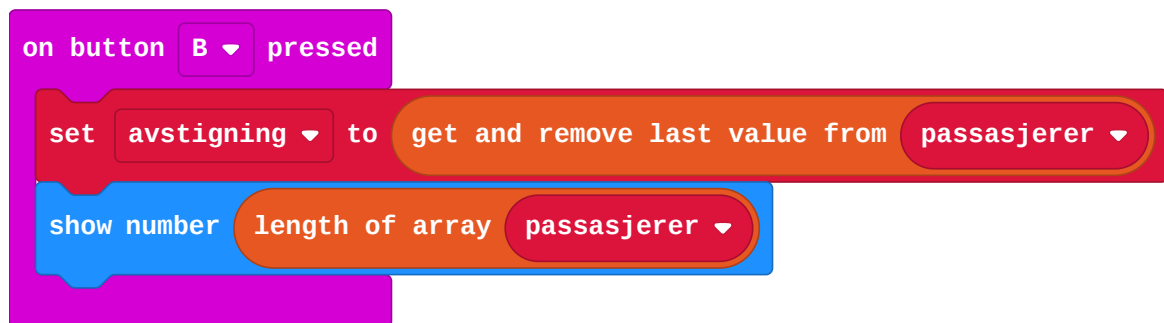 on button B pressed
set avstigning to get and remove last value from passasjerer
show number length of array passasjerer